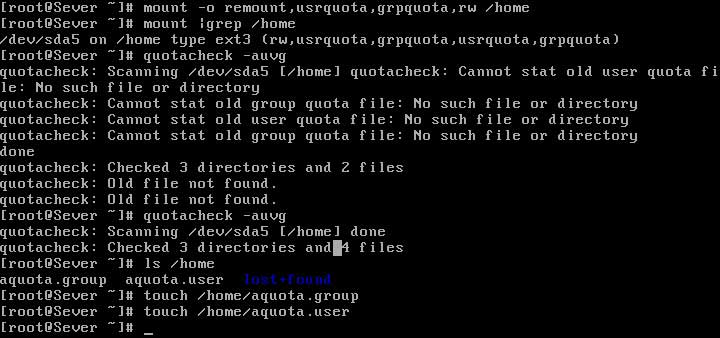 [root@Sever ~]# mount -o remount,usrquota,grpquota,rw /home
[root@Sever ~]# mount |grep /home
/dev/sda5 on /home type ext3 (rw,usrquota,grpquota,usrquota,grpquota)
[root@Sever ~]# quotacheck -auvg
quotacheck: Scanning /dev/sda5 [/home] quotacheck: Cannot stat old user quota fi
le: No such file or directory
quotacheck: Cannot stat old group quota file: No such file or directory
quotacheck: Cannot stat old user quota file: No such file or directory
quotacheck: Cannot stat old group quota file: No such file or directory
done
quotacheck: Checked 3 directories and 2 files
quotacheck: Old file not found.
quotacheck: Old file not found.
[root@Sever ~]# quotacheck -auvg
quotacheck: Scanning /dev/sda5 [/home] done
quotacheck: Checked 3 directories and 4 files
[root@Sever ~]# ls /home
aquota.group  aquota.user  lost+found
[root@Sever ~]# touch /home/aquota.group
[root@Sever ~]# touch /home/aquota.user
[root@Sever ~]# _